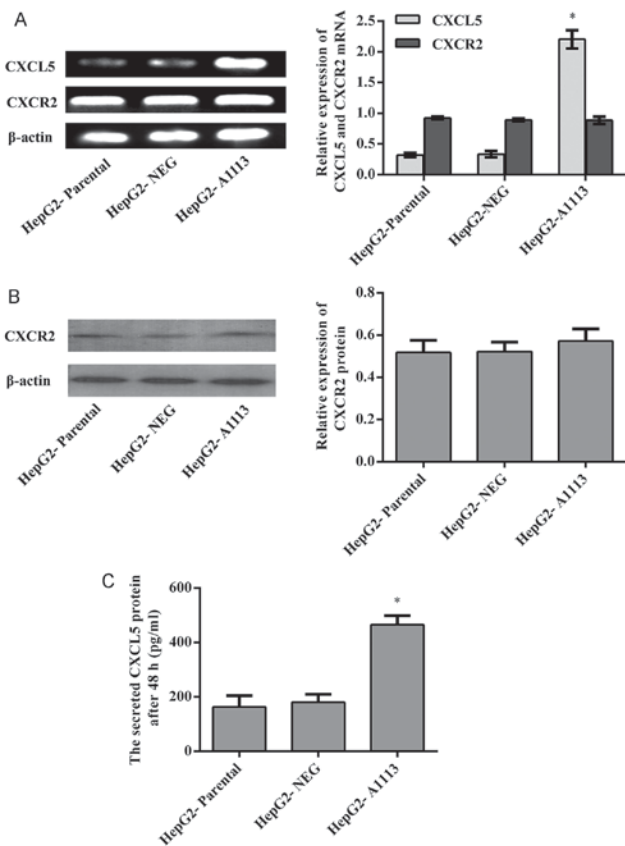 A
CXCL5
CXCR2
β-actin
HepG2- Parental
HepG2- NEG
HepG2- A1113
Relative expression of
CXCL5 and CXCR2 mRNA
2.5
2.0
1.5
1.0
0.5
0.0
CXCL5
CXCR2
*
HepG2-Parental
HepG2-NEG
HepG2-A1113
B
CXCR2
β-actin
HepG2- Parental
HepG2- NEG
HepG2- A1113
Relative expression of
CXCR2 protein
0.8
0.6
0.4
0.2
0.0
HepG2- Parental
HepG2- NEG
HepG2- A1113
C
The secreted CXCL5 protein
after 48 h (pg/ml)
600
400
200
0
*
HepG2- Parental
HepG2- NEG
HepG2- A1113